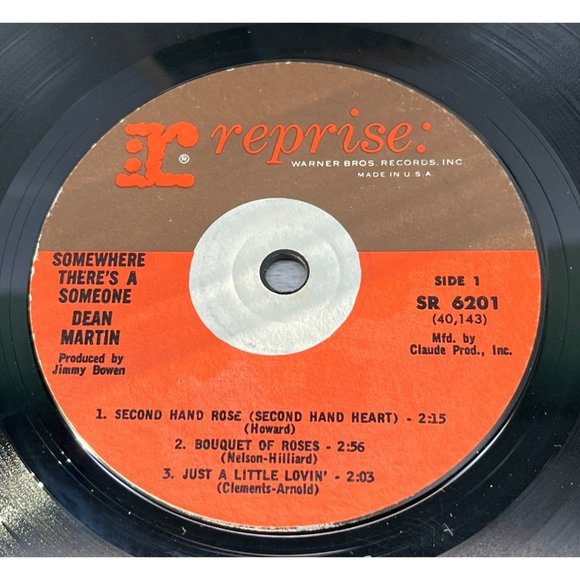 r® reprise:
WARNER BROS. RECORDS, INC
MADE IN U.S.A
SOMEWHERE
THERE'S A
SOMEONE
DEAN
MARTIN
Produced by
Jimmy Bowen
SIDE 1
SR 6201
(40,143)
Mfd. by
Claude Prod., Inc.
1. SECOND HAND ROSE (SECOND HAND HEART) - 2:15
(Howard)
2. BOUQUET OF ROSES - 2:56
(Nelson-Hilliard)
3. JUST A LITTLE LOVIN' - 2:03
(Clements-Arnold)